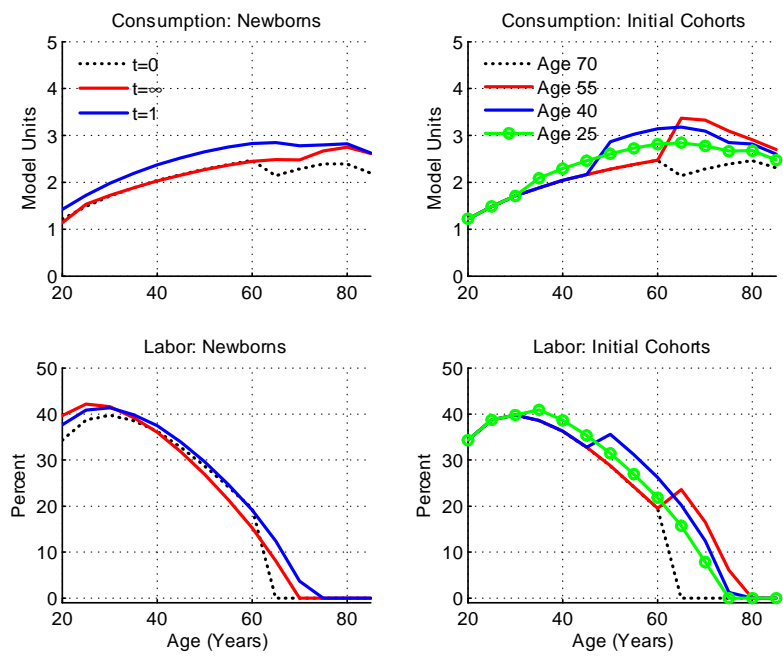 Consumption: Newborns
5
4
3
2
1
0
Model Units
t=0
t=∞
t=1
20 40 60 80
Consumption: Initial Cohorts
5
4
3
2
1
0
Model Units
Age 70
Age 55
Age 40
Age 25
20 40 60 80
Labor: Newborns
50
40
30
20
10
0
Percent
20 40 60 80
Age (Years)
Labor: Initial Cohorts
50
40
30
20
10
0
Percent
20 40 60 80
Age (Years)